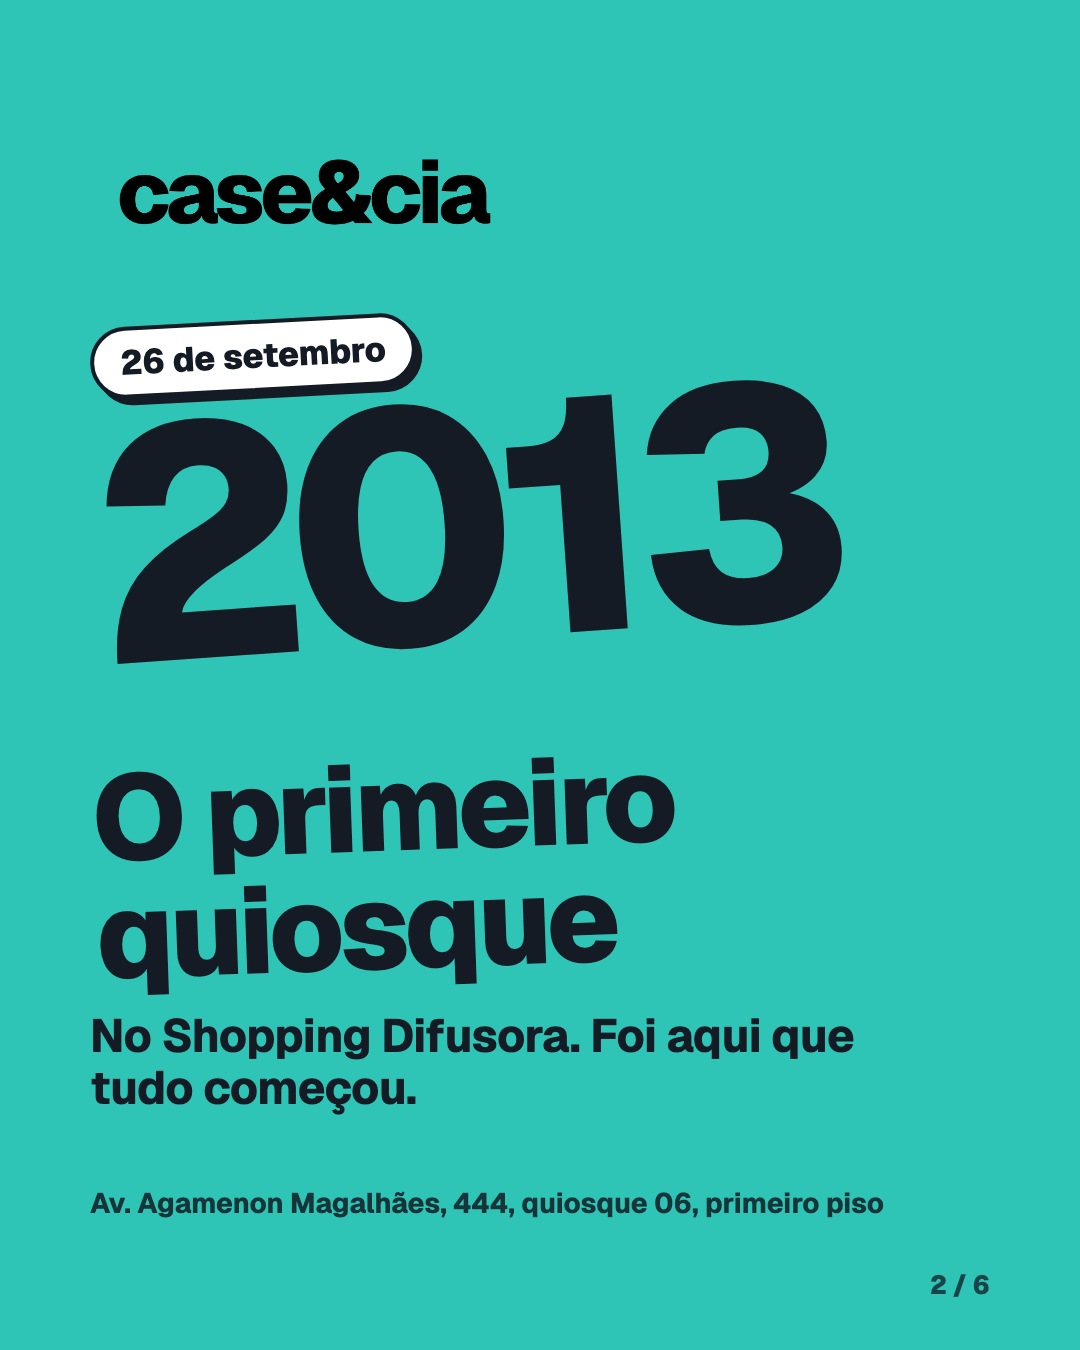 case&cia
26 de setembro
2013
O primeiro
quiosque
No Shopping Difusora. Foi aqui que
tudo começou.
Av. Agamenon Magalhães, 444, quiosque 06, primeiro piso
2 / 6